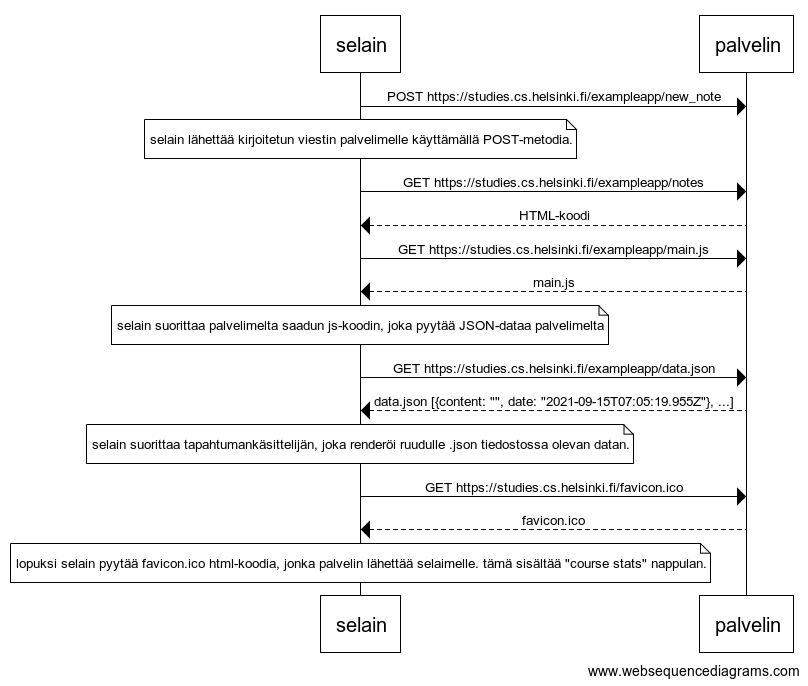 selain palvelin
POST https://studies.cs.helsinki.fi/exampleapp/new_note
selain lähettää kirjoitetun viestin palvelimelle käyttämällä POST-metodia.
GET https://studies.cs.helsinki.fi/exampleapp/notes
HTML-koodi
GET https://studies.cs.helsinki.fi/exampleapp/main.js
main.js
selain suorittaa palvelimelta saadun js-koodin, joka pyytää JSON-dataa palvelimelta
GET https://studies.cs.helsinki.fi/exampleapp/data.json
data.json [{content: "", date: "2021-09-15T07:05:19.955Z"}, ...]
selain suorittaa tapahtumankäsittelijän, joka renderöi ruudulle .json tiedostossa olevan datan.
GET https://studies.cs.helsinki.fi/favicon.ico
favicon.ico
lopuksi selain pyytää favicon.ico html-koodia, jonka palvelin lähettää selaimelle. tämä sisältää "course stats" nappulan.
selain palvelin
www.websequencediagrams.com